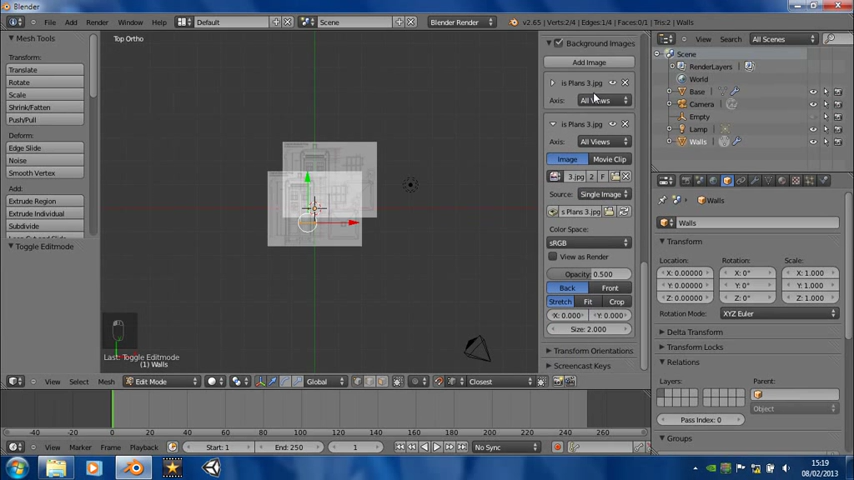 Blender
File Add Render Window Help
Default
Scene
Blender Render
v2.65 | Verts:2/4 | Edges:1/4 | Faces:0/1 | Tris:2 | Walls
Mesh Tools
Transform:
Translate
Rotate
Scale
Shrink/Fatten
Push/Pull
Deform:
Edge Slide
Noise
Smooth Vertex
Add:
Extrude Region
Extrude Individual
Subdivide
Toggle Editmode
Top Ortho
Last: Toggle Editmode
(1) Walls
Background Images
Add Image
is Plans 3.jpg
Axis: All Views
is Plans 3.jpg
Axis: All Views
Image Movie Clip
3.jpg 2 F
Source: Single Image
s Plans 3.jpg
Color Space:
sRGB
View as Render
Opacity: 0.500
Back Front
Stretch Fit Crop
X: 0.000 Y: 0.000
Size: 2.000
Transform Orientations
Screencast Keys
View Search All Scenes
Scene
RenderLayers
World
Base
Camera
Empty
Lamp
Walls
Walls
Walls
Transform
Location: Rotation: Scale:
X: 0.00000 X: 0° X: 1.000
Y: 0.00000 Y: 0° Y: 1.000
Z: 0.00000 Z: 0° Z: 1.000
Rotation Mode: XYZ Euler
Delta Transform
Transform Locks
Relations
Layers: Parent:
Object
Pass Index: 0
Groups
View Select Mesh Edit Mode Global Closest
-40 -20 0 20 40 60 80 100 120 140 160 180 200 220 240 260
View Marker Frame Playback Start: 1 End: 250 1 No Sync
15:19
08/02/2013